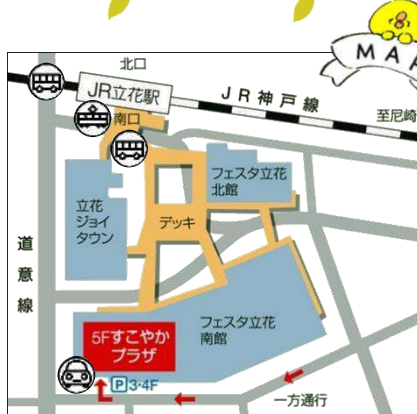 MAA
北口
JR立花駅
JR神戸線
至尼崎
南口
フェスタ立花
北館
立花
ジョイ
タウン
デッキ
道意線
フェスタ立花
南館
5Fすこやか
プラザ
P3·4F
一方通行